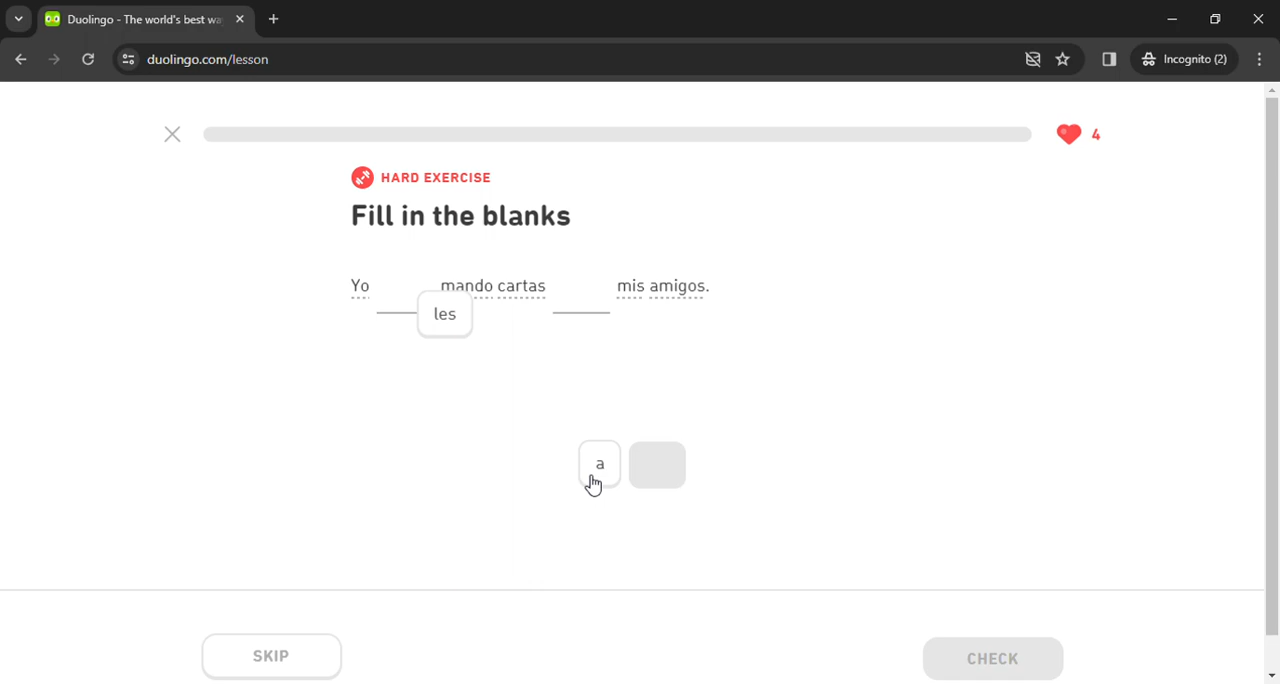 Duolingo - The world's best wa
duolingo.com/lesson
Incognito (2)
4
HARD EXERCISE
Fill in the blanks
Yo mando cartas mis amigos.
les
a
SKIP
CHECK